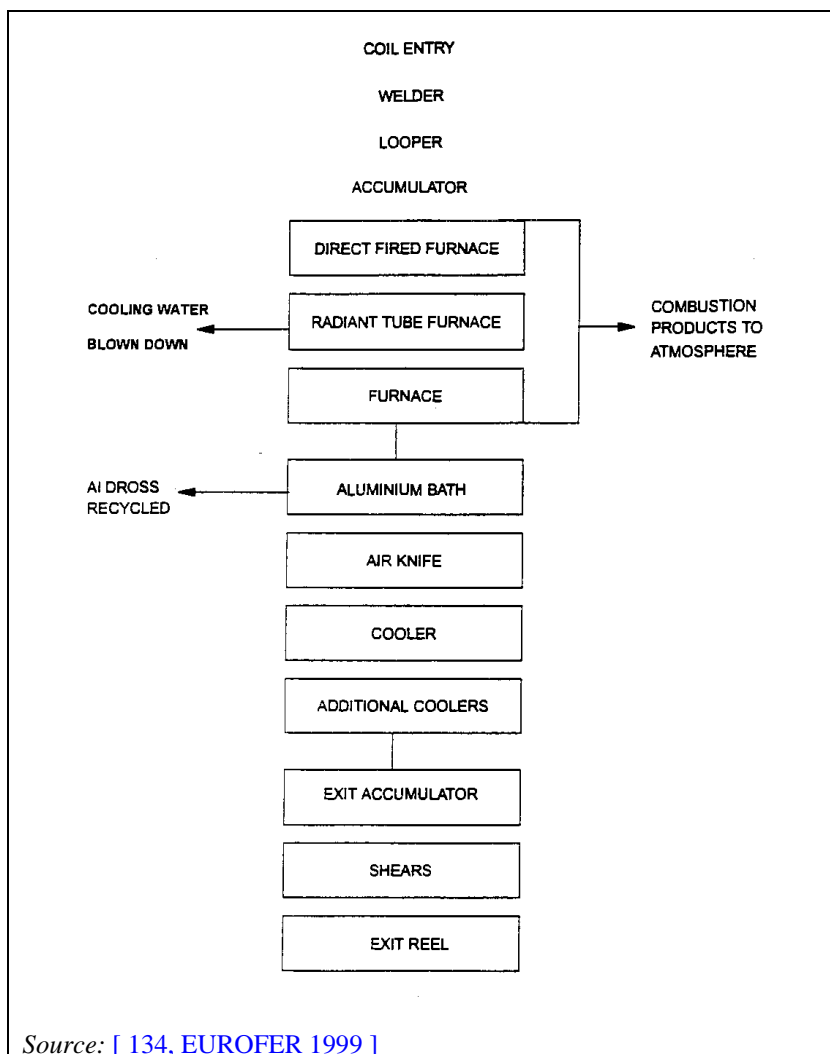 COIL ENTRY
WELDER
LOOPER
ACCUMULATOR
DIRECT FIRED FURNACE
COOLING WATER
BLOWN DOWN
RADIANT TUBE FURNACE
COMBUSTION
PRODUCTS TO
ATMOSPHERE
FURNACE
Al DROSS
RECYCLED
ALUMINIUM BATH
AIR KNIFE
COOLER
ADDITIONAL COOLERS
EXIT ACCUMULATOR
SHEARS
EXIT REEL
Source: [ 134, EUROFER 1999 ]